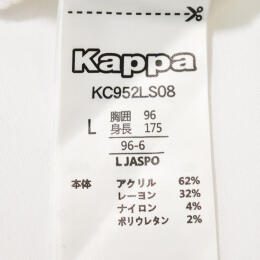 Kappa
KC952LS08
L 胸囲 96
身長 175
96-6
L JASPO
本体 アクリル 62%
レーヨン 32%
ナイロン 4%
ポリウレタン 2%